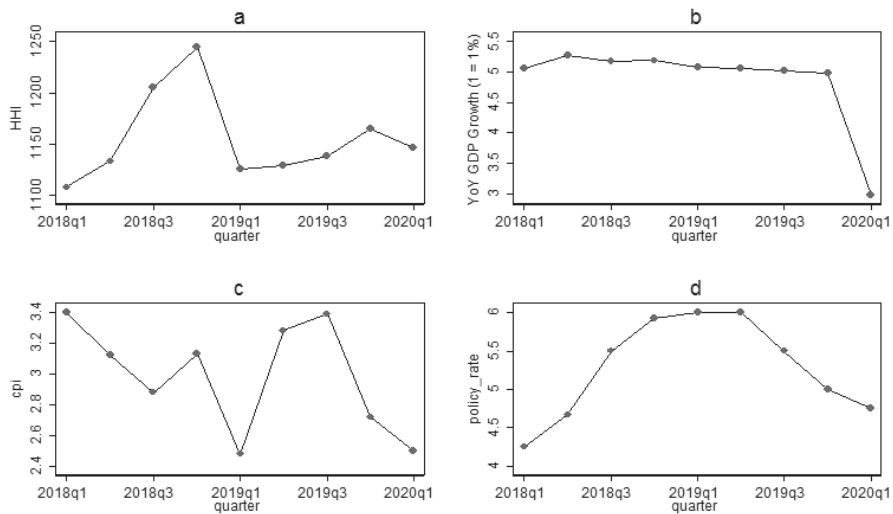 a
HHI
1100 1150 1200 1250
2018q1 2018q3 2019q1 2019q3 2020q1
quarter
b
YoY GDP Growth (1 = 1%)
3 3.5 4 4.5 5 5.5
2018q1 2018q3 2019q1 2019q3 2020q1
quarter
c
cpi
2.4 2.6 2.8 3 3.2 3.4
2018q1 2018q3 2019q1 2019q3 2020q1
quarter
d
policy_rate
4 4.5 5 5.5 6
2018q1 2018q3 2019q1 2019q3 2020q1
quarter